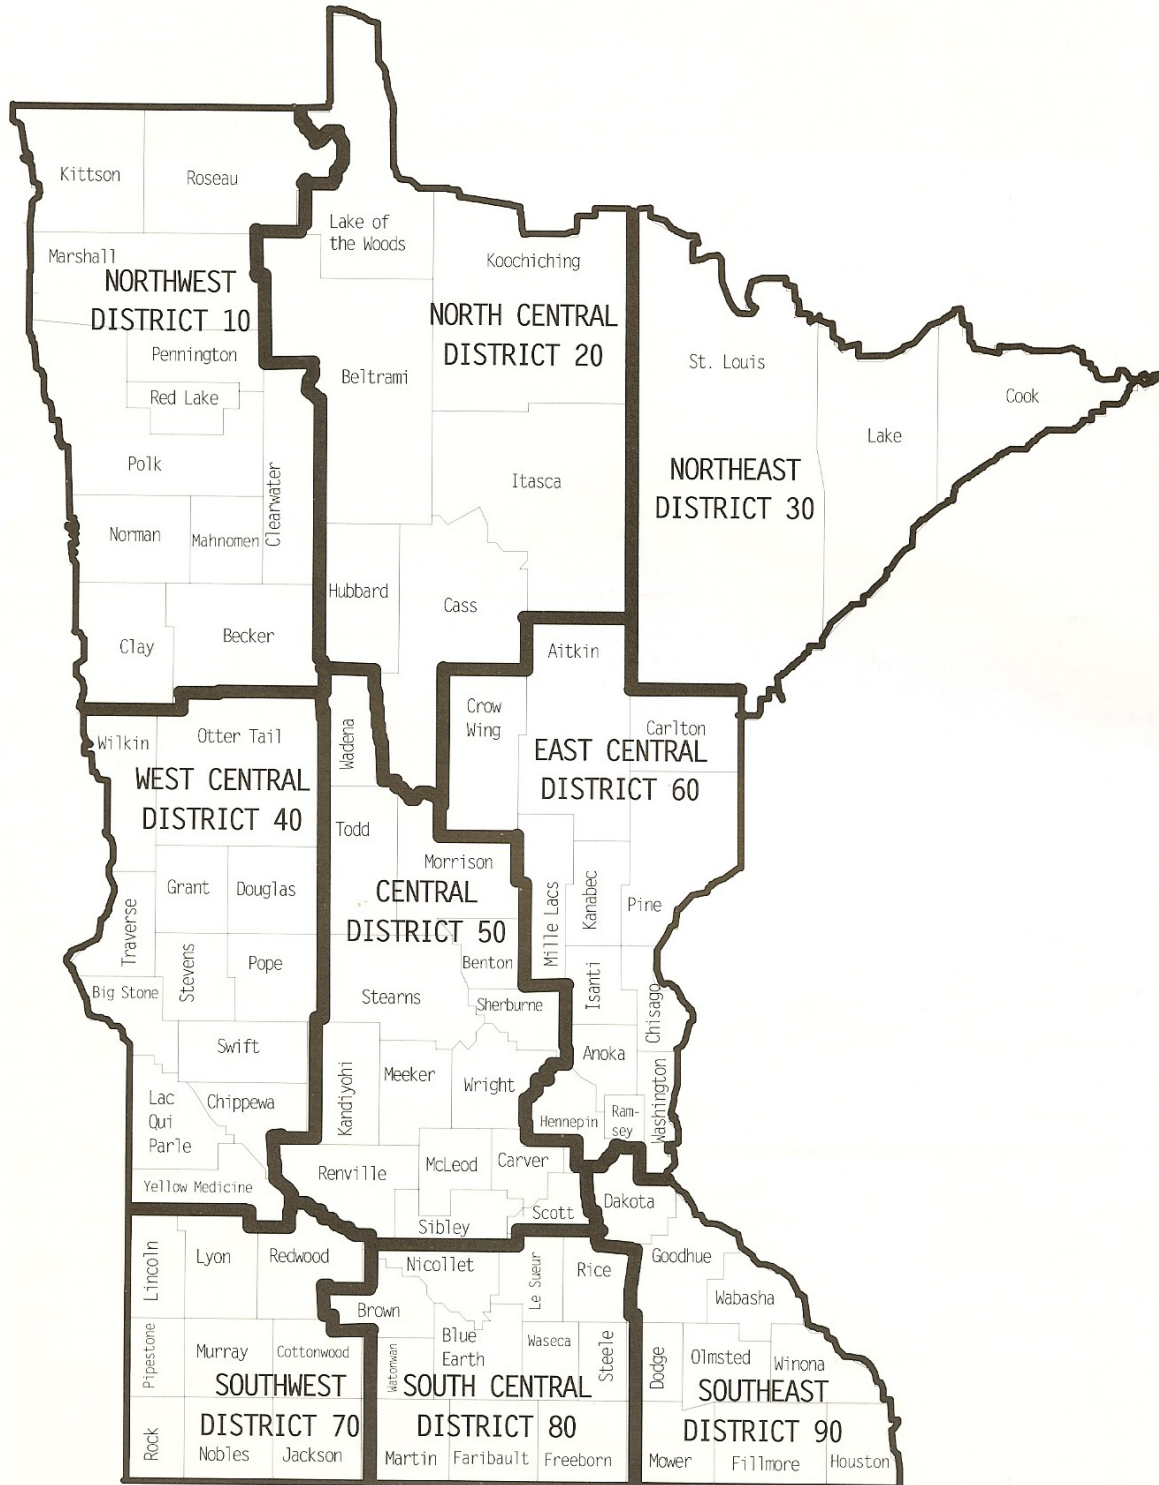 Kittson
Roseau
Lake of
the Woods
Marshall
Koochiching
NORTHWEST
DISTRICT 10
NORTH CENTRAL
DISTRICT 20
Pennington
St. Louis
Beltrami
Red Lake
Cook
Lake
Polk
Clearwater
Itasca
NORTHEAST
DISTRICT 30
Norman
Mahnomen
Hubbard
Cass
Clay
Becker
Aitkin
Crow
Wing
Wilkin
Otter Tail
Wadena
Carlton
EAST CENTRAL
DISTRICT 60
WEST CENTRAL
DISTRICT 40
Todd
Morrison
Grant
Douglas
CENTRAL
DISTRICT 50
Mille Lacs
Kanabec
Pine
Traverse
Stevens
Pope
Benton
Big Stone
Stearns
Sherburne
Isanti
Chisago
Swift
Anoka
Kandiyohi
Meeker
Wright
Lac
Qui
Parle
Chippewa
Hennepin
Ram-
sey
Washington
Renville
McLeod
Carver
Yellow Medicine
Sibley
Scott
Dakota
Lincoln
Lyon
Redwood
Nicollet
Le Sueur
Rice
Goodhue
Brown
Wabasha
Pipestone
Murray
Cottonwood
Watonwan
Blue
Earth
Waseca
Steele
Dodge
Olmsted
Winona
SOUTHWEST
DISTRICT 70
SOUTH CENTRAL
DISTRICT 80
SOUTHEAST
DISTRICT 90
Rock
Nobles
Jackson
Martin
Faribault
Freeborn
Mower
Fillmore
Houston